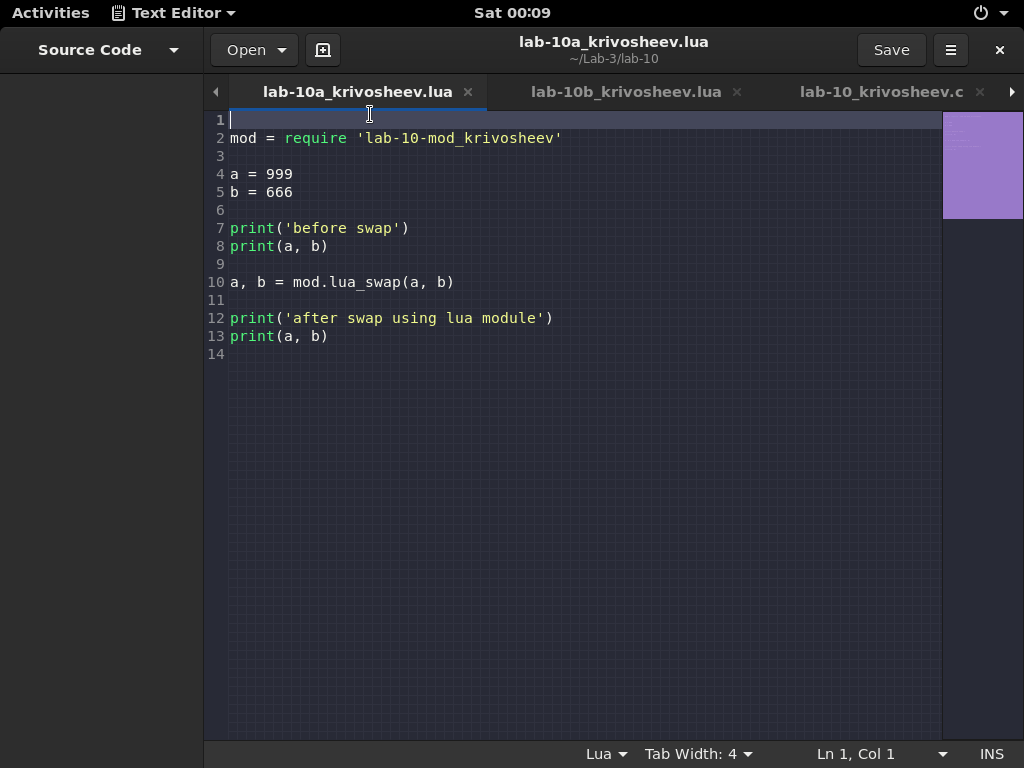 Activities Text Editor Sat 00:09
Source Code Open lab-10a_krivosheev.lua Save
~/Lab-3/lab-10
lab-10a_krivosheev.lua lab-10b_krivosheev.lua lab-10_krivosheev.c
1
2 mod = require 'lab-10-mod_krivosheev'
3
4 a = 999
5 b = 666
6
7 print('before swap')
8 print(a, b)
9
10 a, b = mod.lua_swap(a, b)
11
12 print('after swap using lua module')
13 print(a, b)
14
Lua Tab Width: 4 Ln 1, Col 1 INS